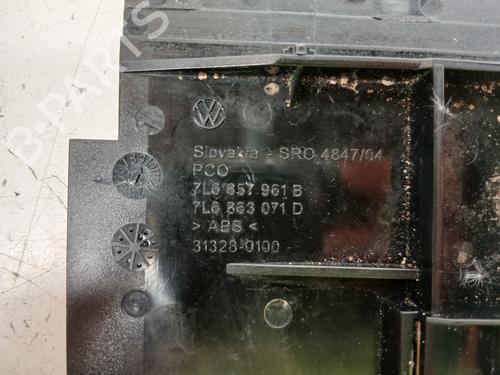 B-PARTS
Slovakia - SRO 4847/04
PCO
7L6 857 961 B
7L6 863 071 D
> ABS <
31328-0100